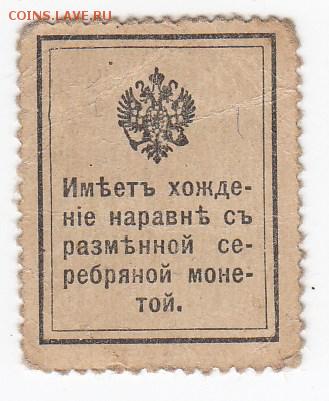 coins.lave.ru
Имѣетъ хожде-
ніе наравнѣ съ
размѣнной се-
ребряной моне-
той.